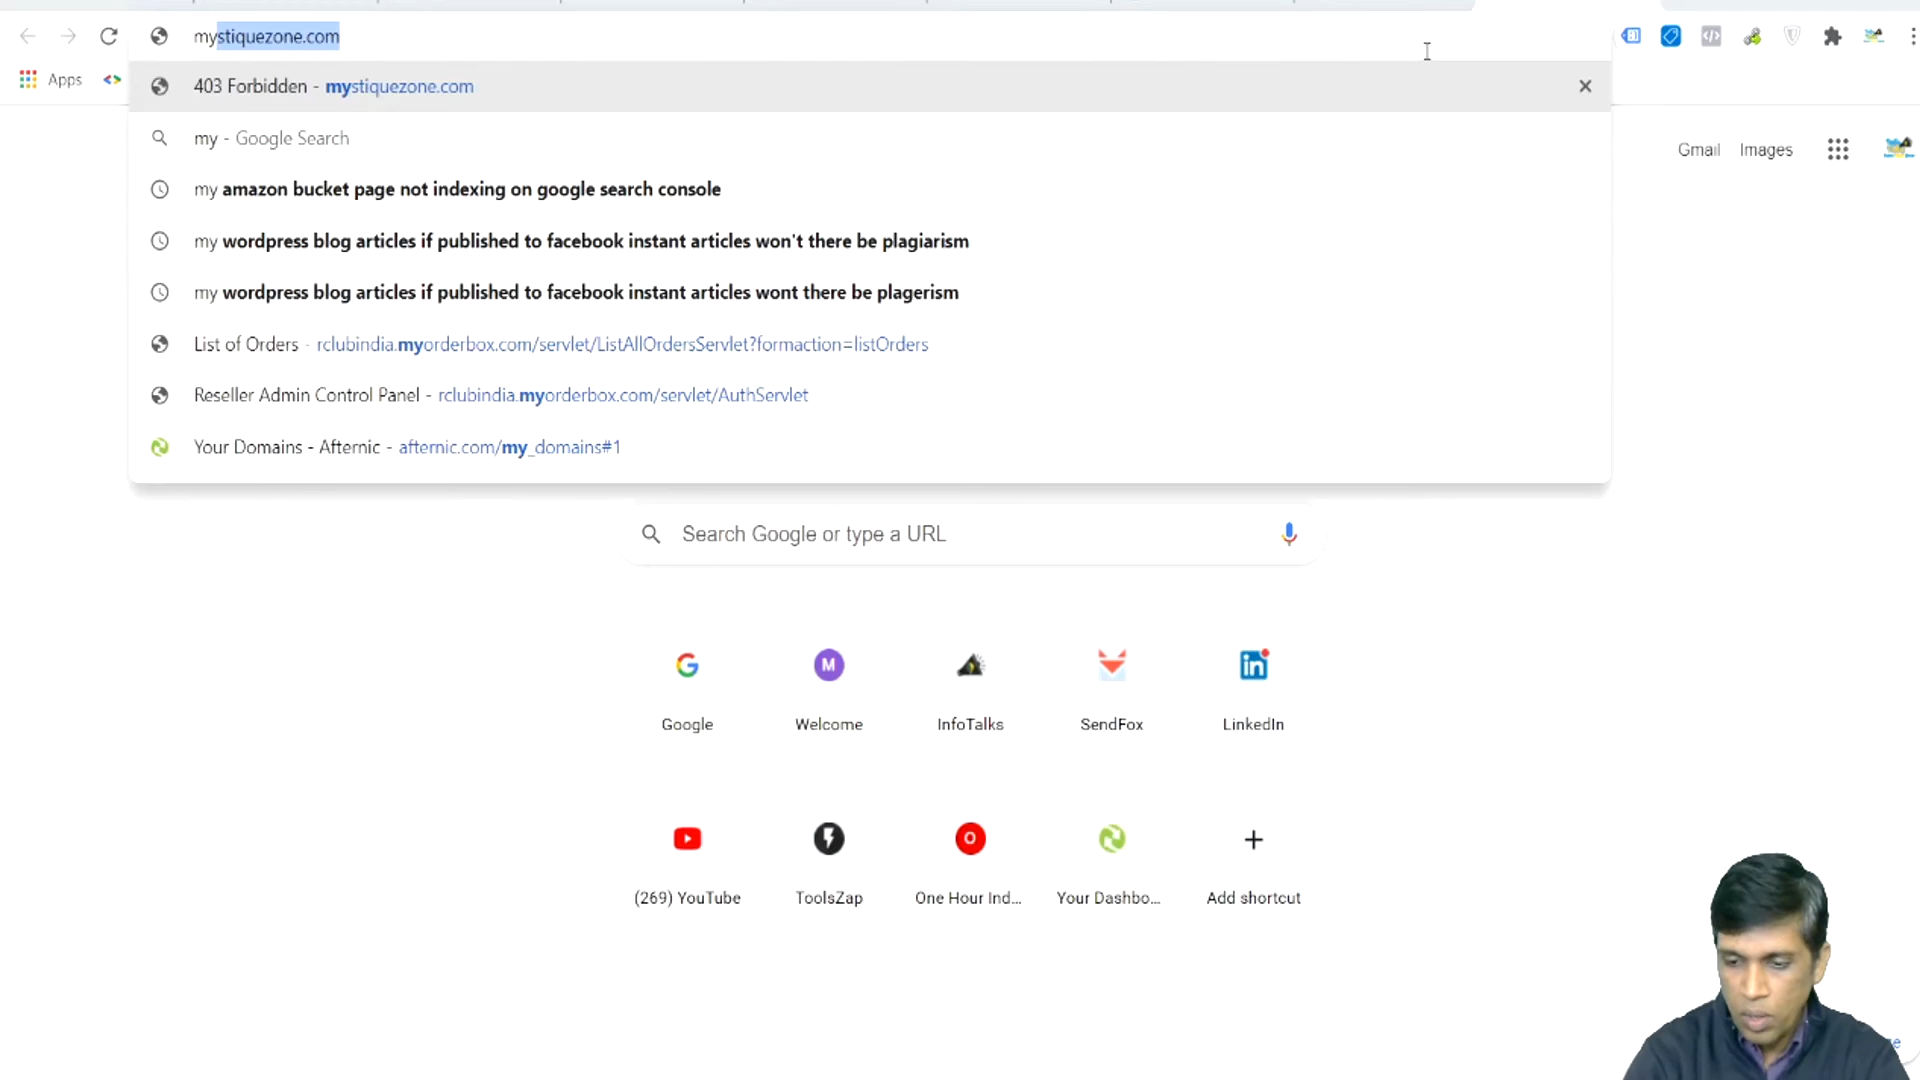 mystiquezone.com
Apps
403 Forbidden - mystiquezone.com
my - Google Search
my amazon bucket page not indexing on google search console
my wordpress blog articles if published to facebook instant articles won't there be plagiarism
my wordpress blog articles if published to facebook instant articles wont there be plagerism
List of Orders - rclubindia.myorderbox.com/servlet/ListAllOrdersServlet?formaction=listOrders
Reseller Admin Control Panel - rclubindia.myorderbox.com/servlet/AuthServlet
Your Domains - Afternic - afternic.com/my_domains#1
Gmail Images
Search Google or type a URL
M
in
Google Welcome InfoTalks SendFox LinkedIn
O
(269) YouTube ToolsZap One Hour Ind... Your Dashbo... Add shortcut